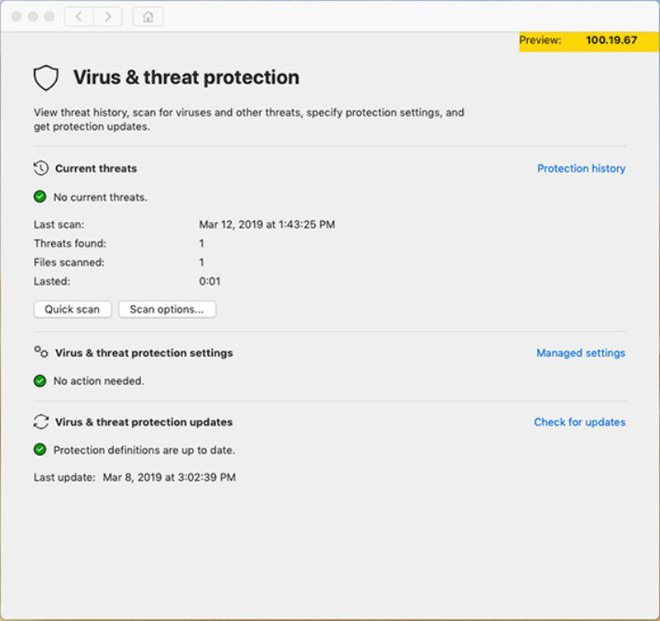 Preview: 100.19.67
Virus & threat protection
View threat history, scan for viruses and other threats, specify protection settings, and
get protection updates.
Current threats
Protection history
No current threats.
Last scan: Mar 12, 2019 at 1:43:25 PM
Threats found: 1
Files scanned: 1
Lasted: 0:01
Quick scan
Scan options...
Virus & threat protection settings
Managed settings
No action needed.
Virus & threat protection updates
Check for updates
Protection definitions are up to date.
Last update: Mar 8, 2019 at 3:02:39 PM